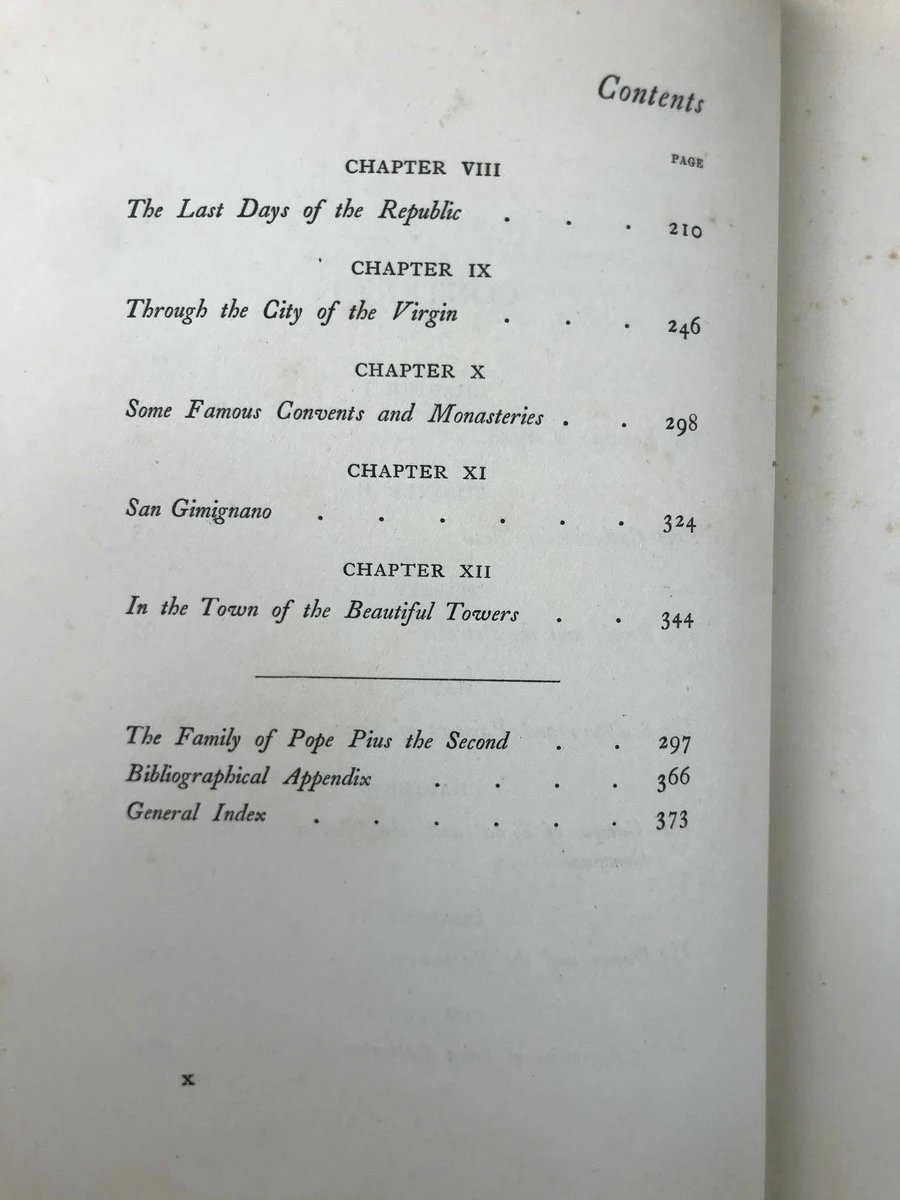 Contents
PAGE
CHAPTER VIII
The Last Days of the Republic . . . 210
CHAPTER IX
Through the City of the Virgin . . . 246
CHAPTER X
Some Famous Convents and Monasteries . . 298
CHAPTER XI
San Gimignano . . . . . . 324
CHAPTER XII
In the Town of the Beautiful Towers . . 344
The Family of Pope Pius the Second . . 297
Bibliographical Appendix . . . . 366
General Index . . . . . . 373
x